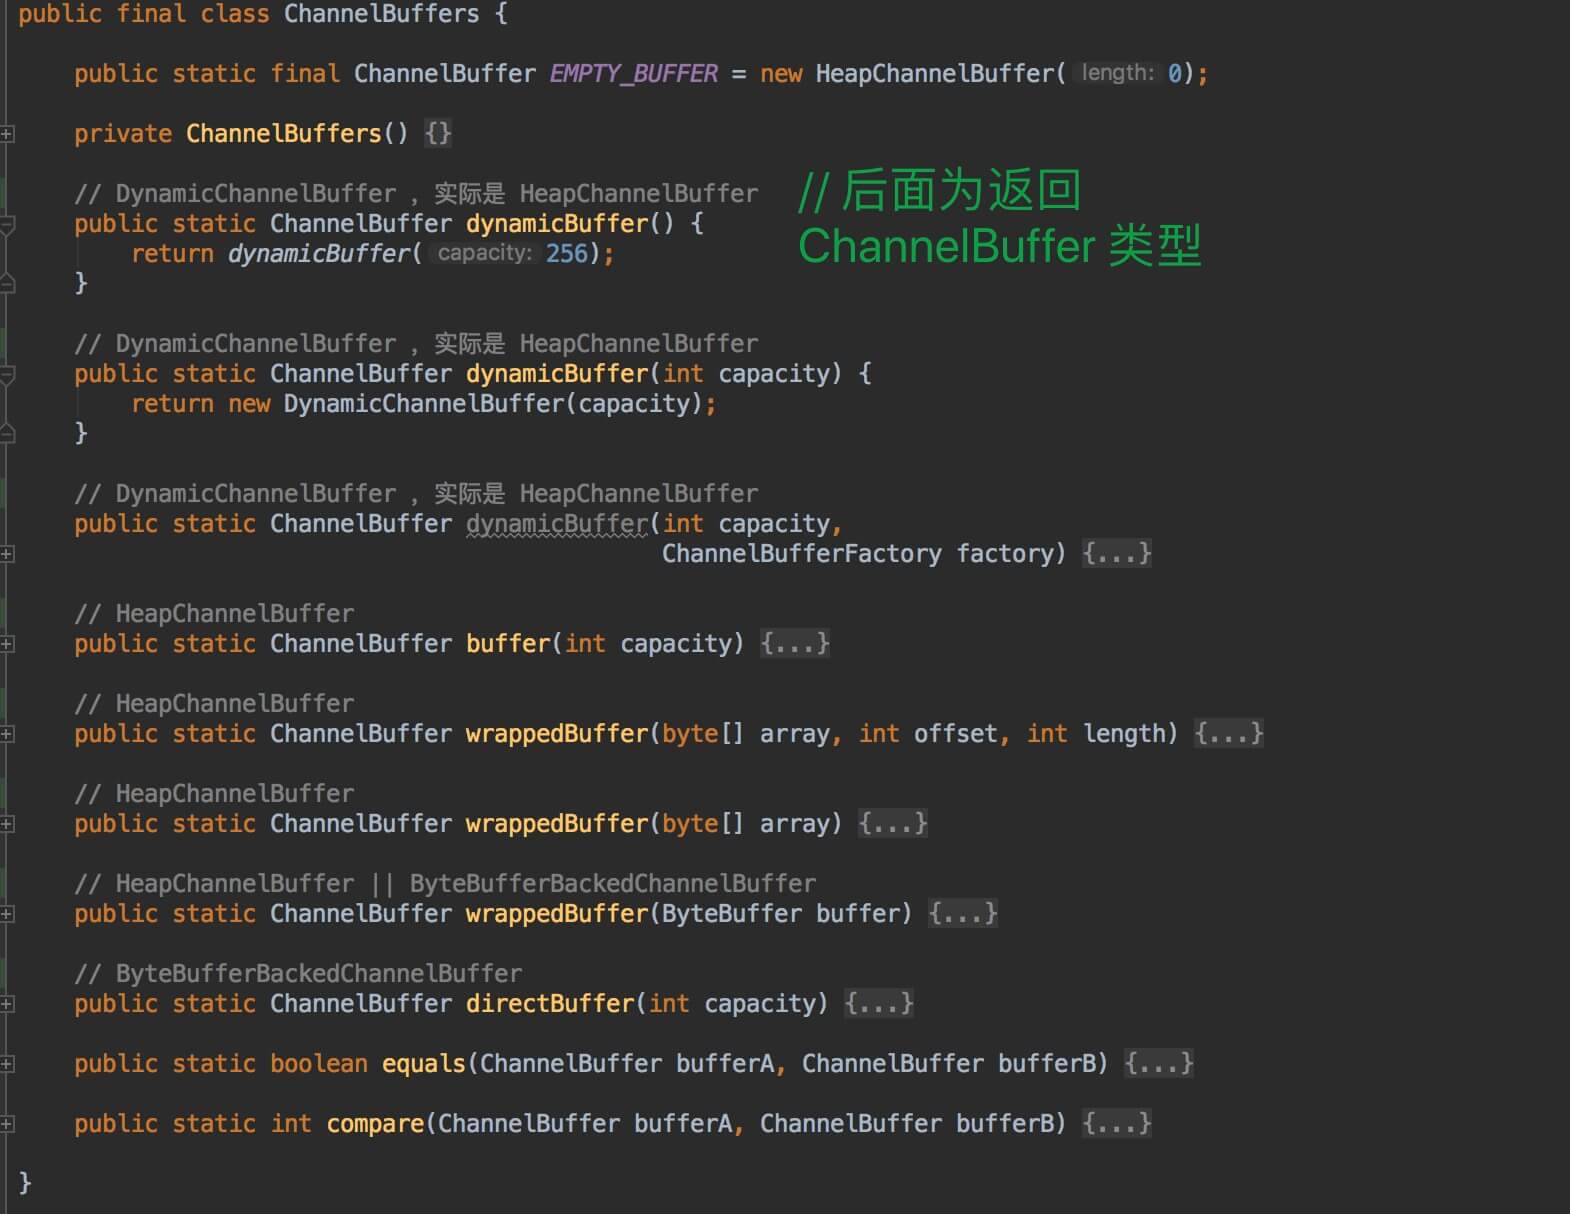 public final class ChannelBuffers {
public static final ChannelBuffer EMPTY_BUFFER = new HeapChannelBuffer( length: 0);
private ChannelBuffers() {}
// DynamicChannelBuffer ，实际是 HeapChannelBuffer
// 后面为返回
public static ChannelBuffer dynamicBuffer() {
ChannelBuffer 类型
return dynamicBuffer( capacity: 256);
}
// DynamicChannelBuffer ，实际是 HeapChannelBuffer
public static ChannelBuffer dynamicBuffer(int capacity) {
return new DynamicChannelBuffer(capacity);
}
// DynamicChannelBuffer ，实际是 HeapChannelBuffer
public static ChannelBuffer dynamicBuffer(int capacity,
ChannelBufferFactory factory) {...}
// HeapChannelBuffer
public static ChannelBuffer buffer(int capacity) {...}
// HeapChannelBuffer
public static ChannelBuffer wrappedBuffer(byte[] array, int offset, int length) {...}
// HeapChannelBuffer
public static ChannelBuffer wrappedBuffer(byte[] array) {...}
// HeapChannelBuffer || ByteBufferBackedChannelBuffer
public static ChannelBuffer wrappedBuffer(ByteBuffer buffer) {...}
// ByteBufferBackedChannelBuffer
public static ChannelBuffer directBuffer(int capacity) {...}
public static boolean equals(ChannelBuffer bufferA, ChannelBuffer bufferB) {...}
public static int compare(ChannelBuffer bufferA, ChannelBuffer bufferB) {...}
}